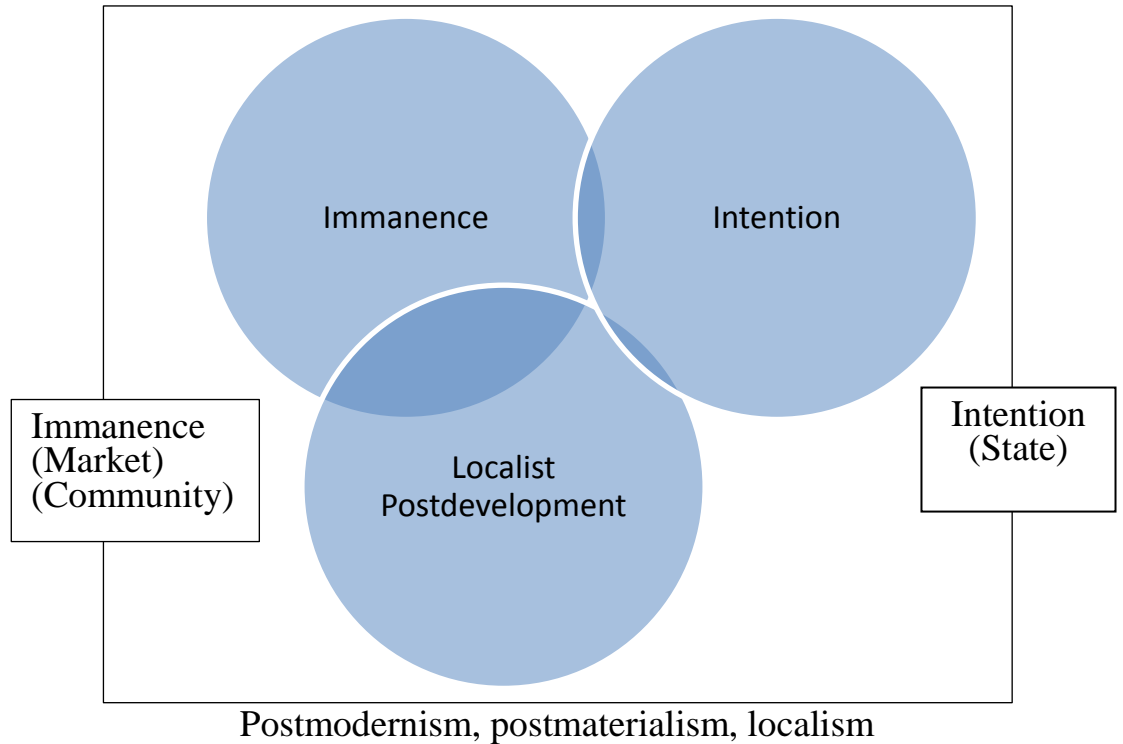 Immanence
Intention
Localist
Postdevelopment
Immanence
(Market)
(Community)
Intention
(State)
Postmodernism, postmaterialism, localism